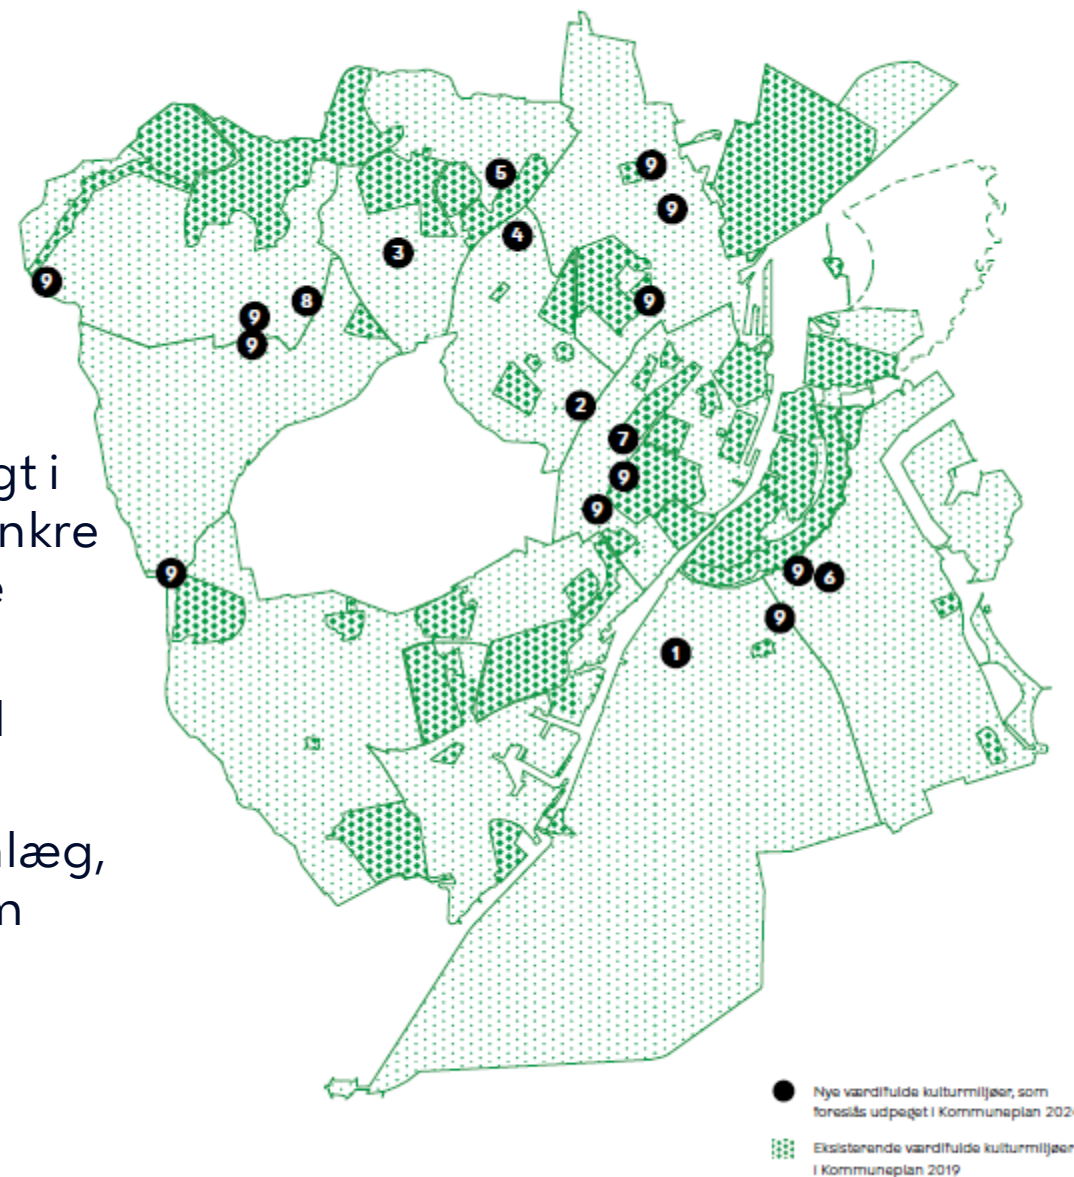 9
5
9
4
3
9
8
9
9
9
2
7
9
9
9
9
6
9
1
gt i
nkre
e
læg,
m
Nye værdifulde kulturmiljøer, som
foreslås udpeget i Kommuneplan
Eksisterende værdifulde kulturmiljøer
i Kommuneplan 2019